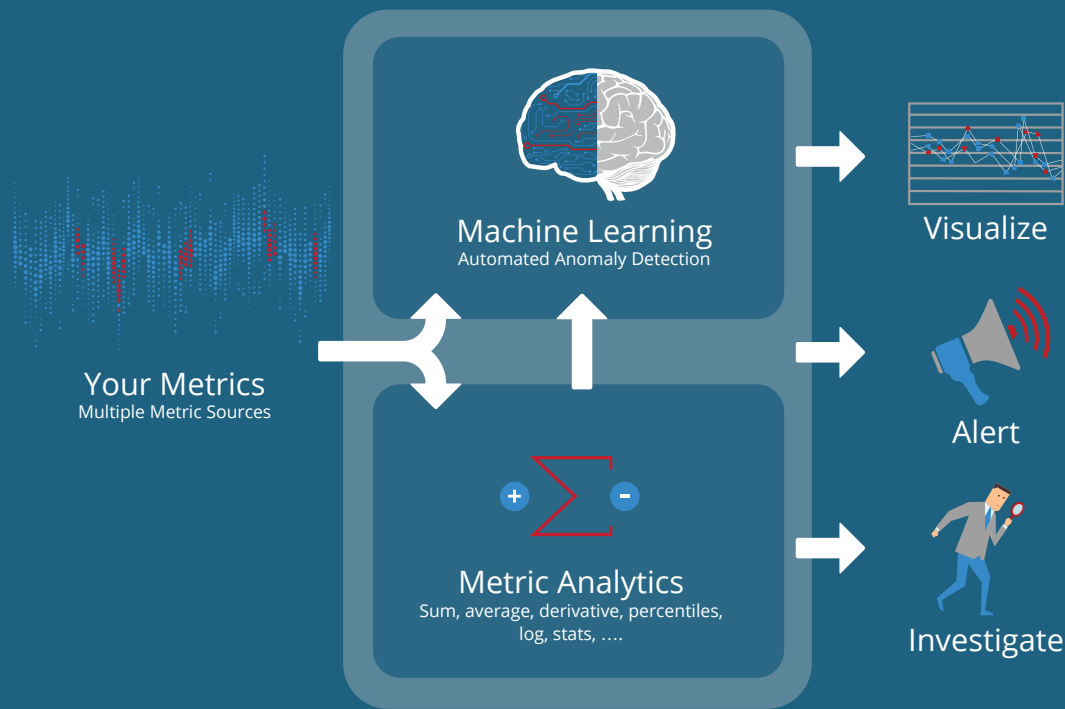 Your Metrics
Multiple Metric Sources
Machine Learning
Automated Anomaly Detection
+
-
Metric Analytics
Sum, average, derivative, percentiles,
log, stats, ....
Visualize
Alert
Investigate